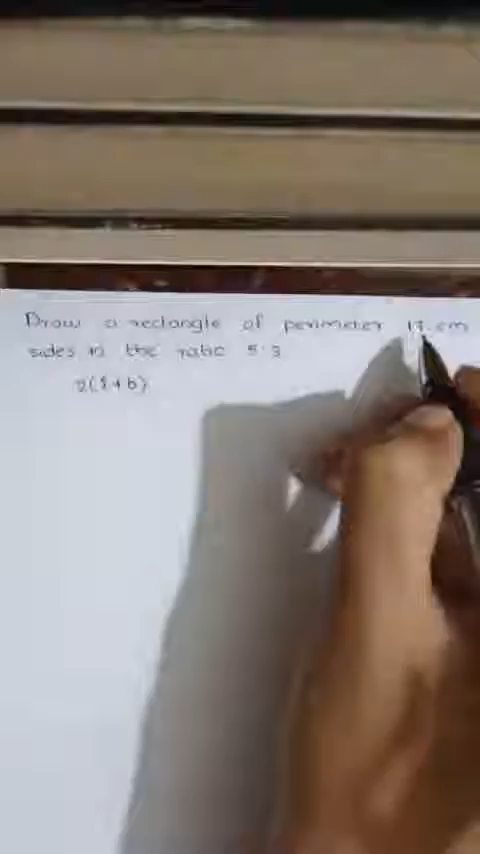 Draw a rectangle of perimeter 17 cm
sides in the ratio 5:3
2(l+b)